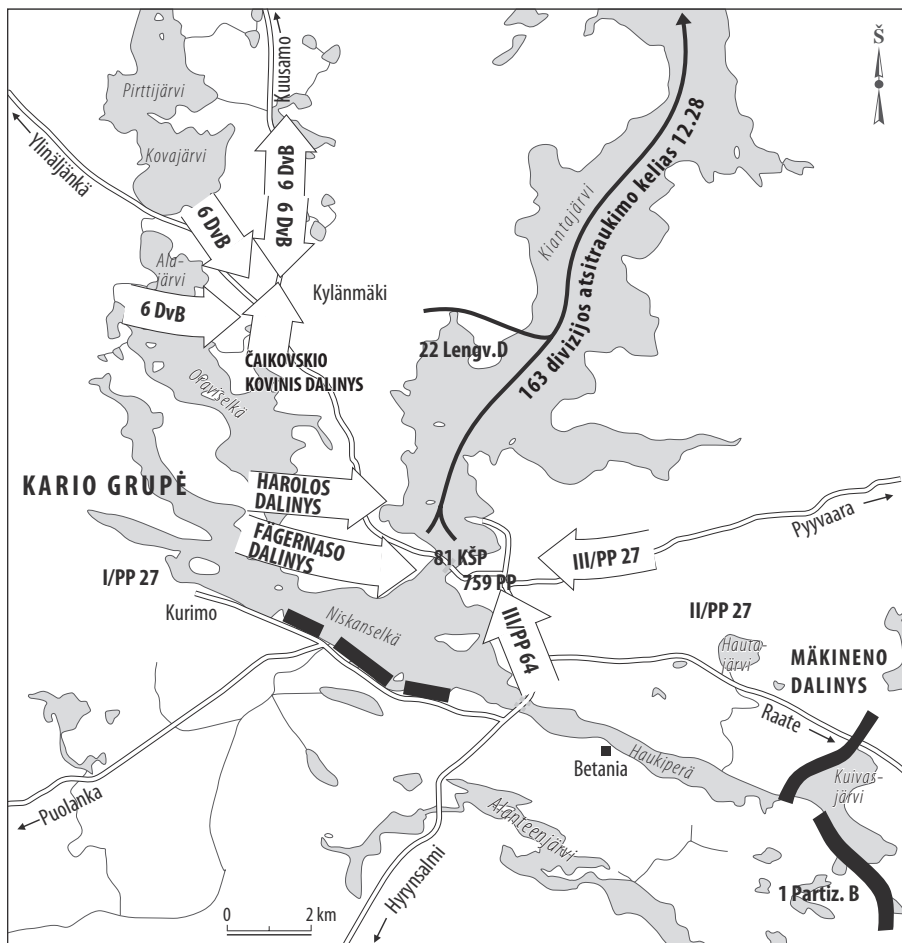 Š
Kuusamo
Pirttijärvi
Ylinäljänkä
Kovajärvi
6 DvB
6 DvB
6 DvB
Ala-
järvi
6 DvB
Kylänmäki
Kiantajärvi
163 divizijos atsitraukimo kelias 12.28
22 Lengv.D
ČAIKOVSKIO
KOVINIS DALINYS
Oraviselkä
KARIO GRUPĖ
HAROLOS
DALINYS
FÄGERNASO
DALINYS
Pyyvaara
81 KŠP
III/PP 27
759 PP
I/PP 27
Kurimo
Niskanselkä
III/PP 64
II/PP 27
Hauta-
järvi
MÄKINENO
DALINYS
Raate
Betania
Haukiperä
Kuivas-
järvi
Puolanka
Alanteenjärvi
Hyrynsalmi
1 Partiz. B
0 2 km